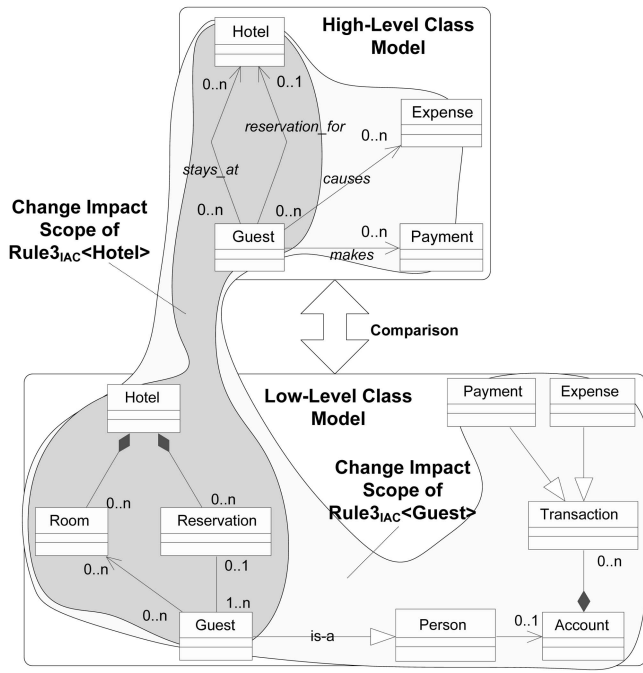 High-Level Class
Model
Hotel
0..n
0..1
Expense
reservation_for
0..n
stays_at
causes
0..n
0..n
0..n
Guest
Payment
makes
Change Impact
Scope of
Rule3IAC<Hotel>
Comparison
Low-Level Class
Model
Hotel
Payment
Expense
Change Impact
Scope of
Rule3IAC<Guest>
0..n
0..n
Room
Reservation
Transaction
0..n
0..1
0..n
0..n
1..n
Guest
is-a
Person
0..1
Account